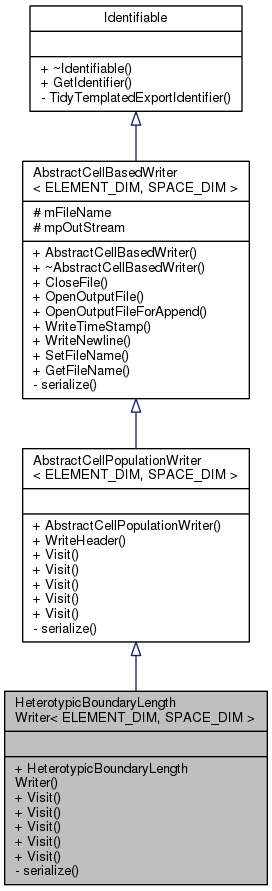 Identifiable
+ ~Identifiable()
+ GetIdentifier()
- TidyTemplatedExportIdentifier()
AbstractCellBasedWriter
< ELEMENT_DIM, SPACE_DIM >
# mFileName
# mpOutStream
+ AbstractCellBasedWriter()
+ ~AbstractCellBasedWriter()
+ CloseFile()
+ OpenOutputFile()
+ OpenOutputFileForAppend()
+ WriteTimeStamp()
+ WriteNewline()
+ SetFileName()
+ GetFileName()
- serialize()
AbstractCellPopulationWriter
< ELEMENT_DIM, SPACE_DIM >
+ AbstractCellPopulationWriter()
+ WriteHeader()
+ Visit()
+ Visit()
+ Visit()
+ Visit()
+ Visit()
- serialize()
HeterotypicBoundaryLength
Writer< ELEMENT_DIM, SPACE_DIM >
+ HeterotypicBoundaryLength
Writer()
+ Visit()
+ Visit()
+ Visit()
+ Visit()
+ Visit()
- serialize()